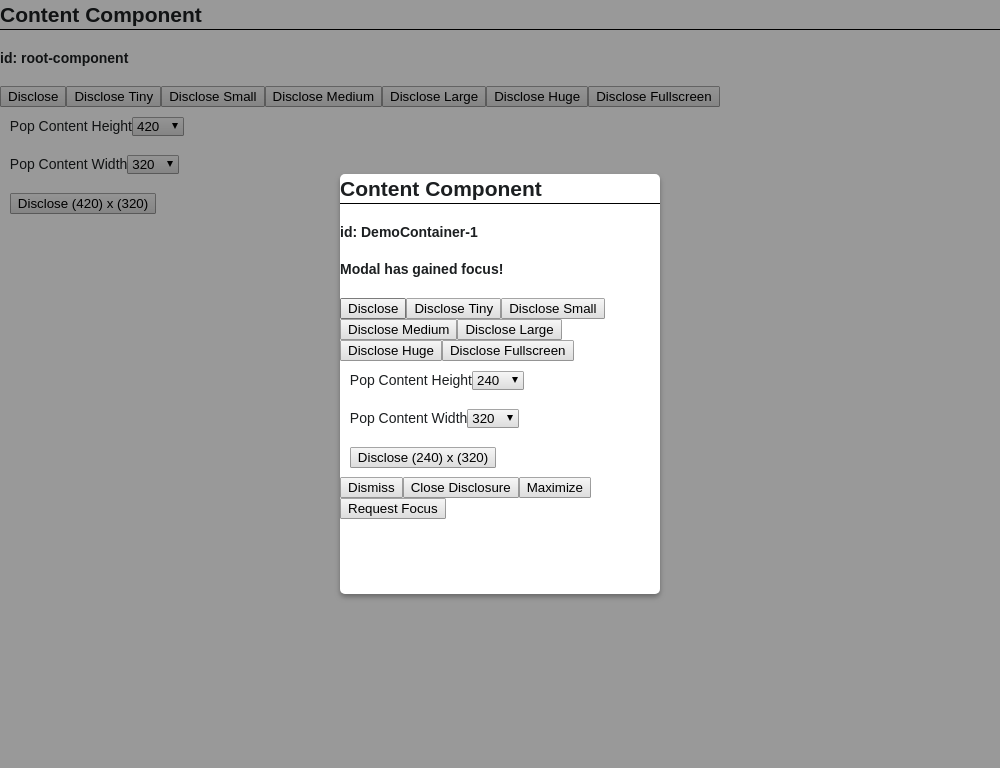 Content Component
id: root-component
Disclose Disclose Tiny Disclose Small Disclose Medium Disclose Large Disclose Huge Disclose Fullscreen
Pop Content Height 420
Pop Content Width 320
Disclose (420) x (320)
Content Component
id: DemoContainer-1
Modal has gained focus!
Disclose Disclose Tiny Disclose Small
Disclose Medium Disclose Large
Disclose Huge Disclose Fullscreen
Pop Content Height 240
Pop Content Width 320
Disclose (240) x (320)
Dismiss Close Disclosure Maximize
Request Focus